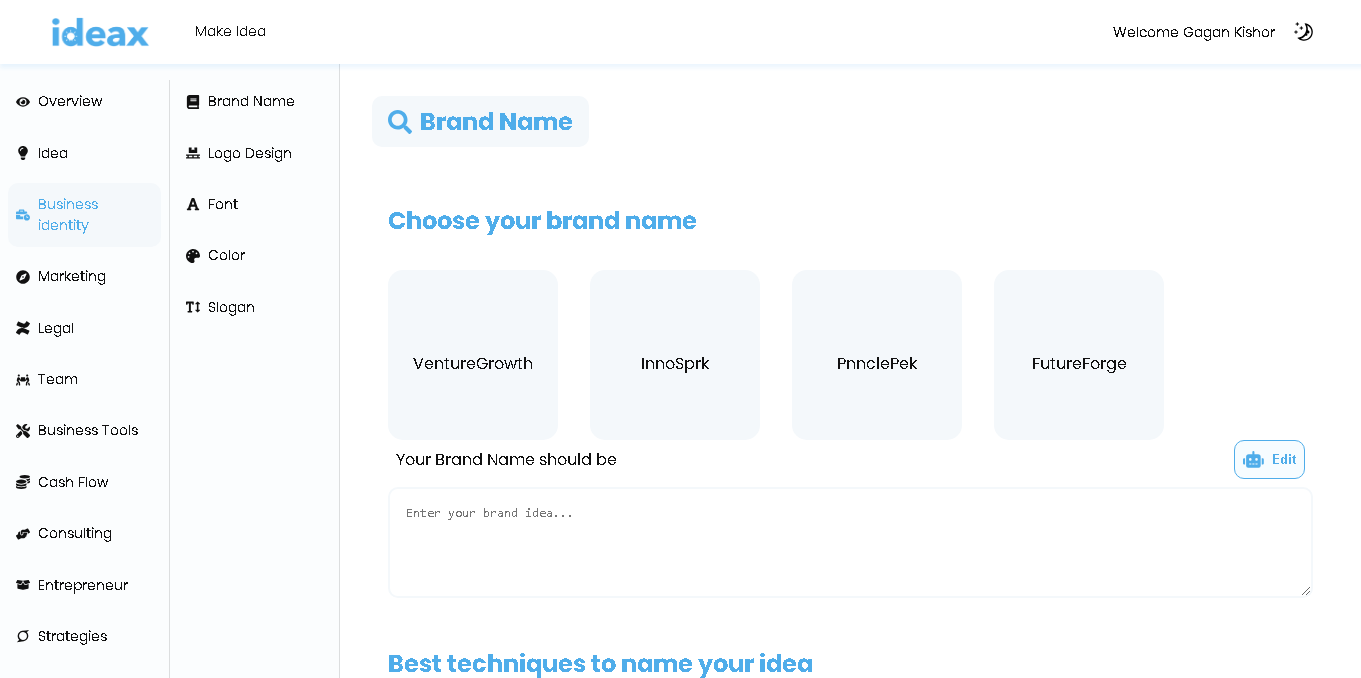 ideax
Make Idea
Welcome Gagan Kishor
Overview
Idea
Business
identity
Marketing
Legal
Team
Business Tools
Cash Flow
Consulting
Entrepreneur
Strategies
Brand Name
Logo Design
Font
Color
Slogan
Brand Name
Choose your brand name
VentureGrowth
InnoSprk
PnnclePek
FutureForge
Your Brand Name should be
Edit
Enter your brand idea...
Best techniques to name your idea